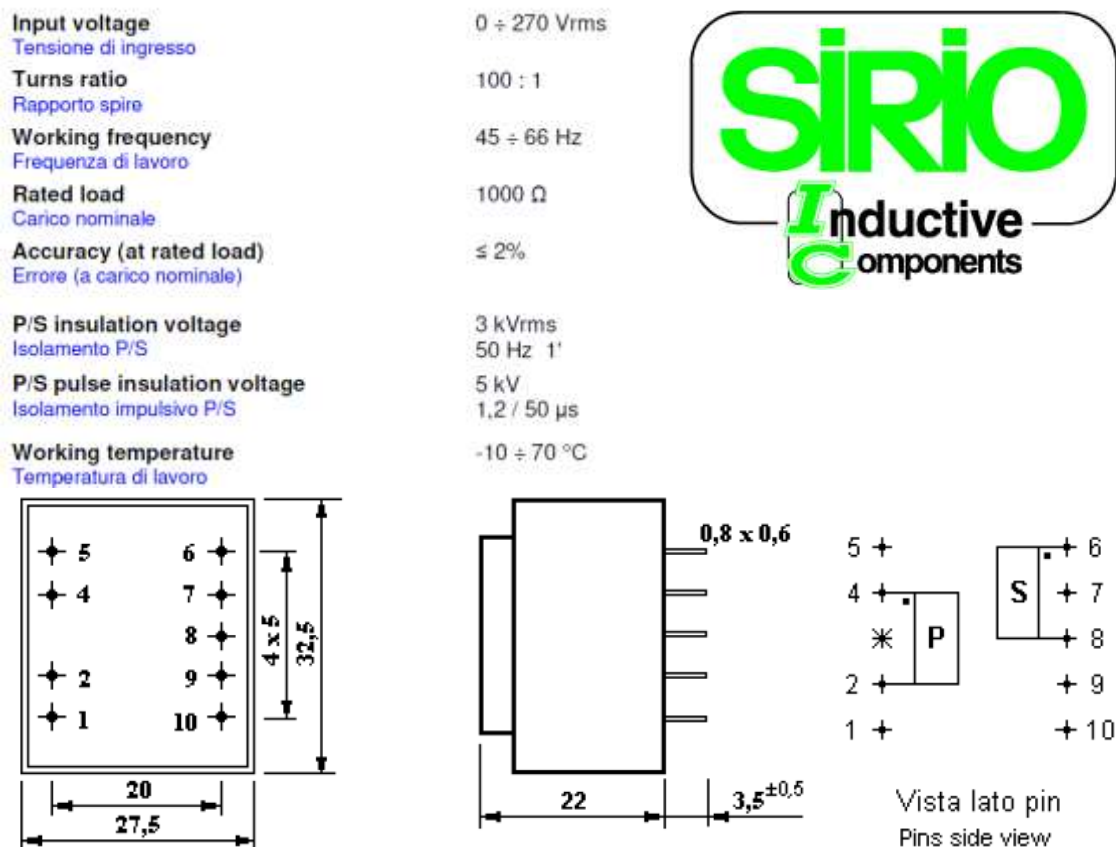 Input voltage 0 ÷ 270 Vrms
Tensione di ingresso
Turns ratio 100 : 1
Rapporto spire
Working frequency 45 ÷ 66 Hz
Frequenza di lavoro
Rated load 1000 Ω
Carico nominale
Accuracy (at rated load) ≤ 2%
Errore (a carico nominale)
P/S insulation voltage 3 kVrms
Isolamento P/S 50 Hz 1'
P/S pulse insulation voltage 5 kV
Isolamento impulsivo P/S 1,2 / 50 µs
Working temperature -10 ÷ 70 °C
Temperatura di lavoro
SiRiO
Inductive
Components
5 6
4 7
8
2 9
1 10
4 x 5
32,5
20
27,5
0,8 x 0,6
22
3,5±0,5
5 6
4 S 7
P 8
2 9
1 10
Vista lato pin
Pins side view